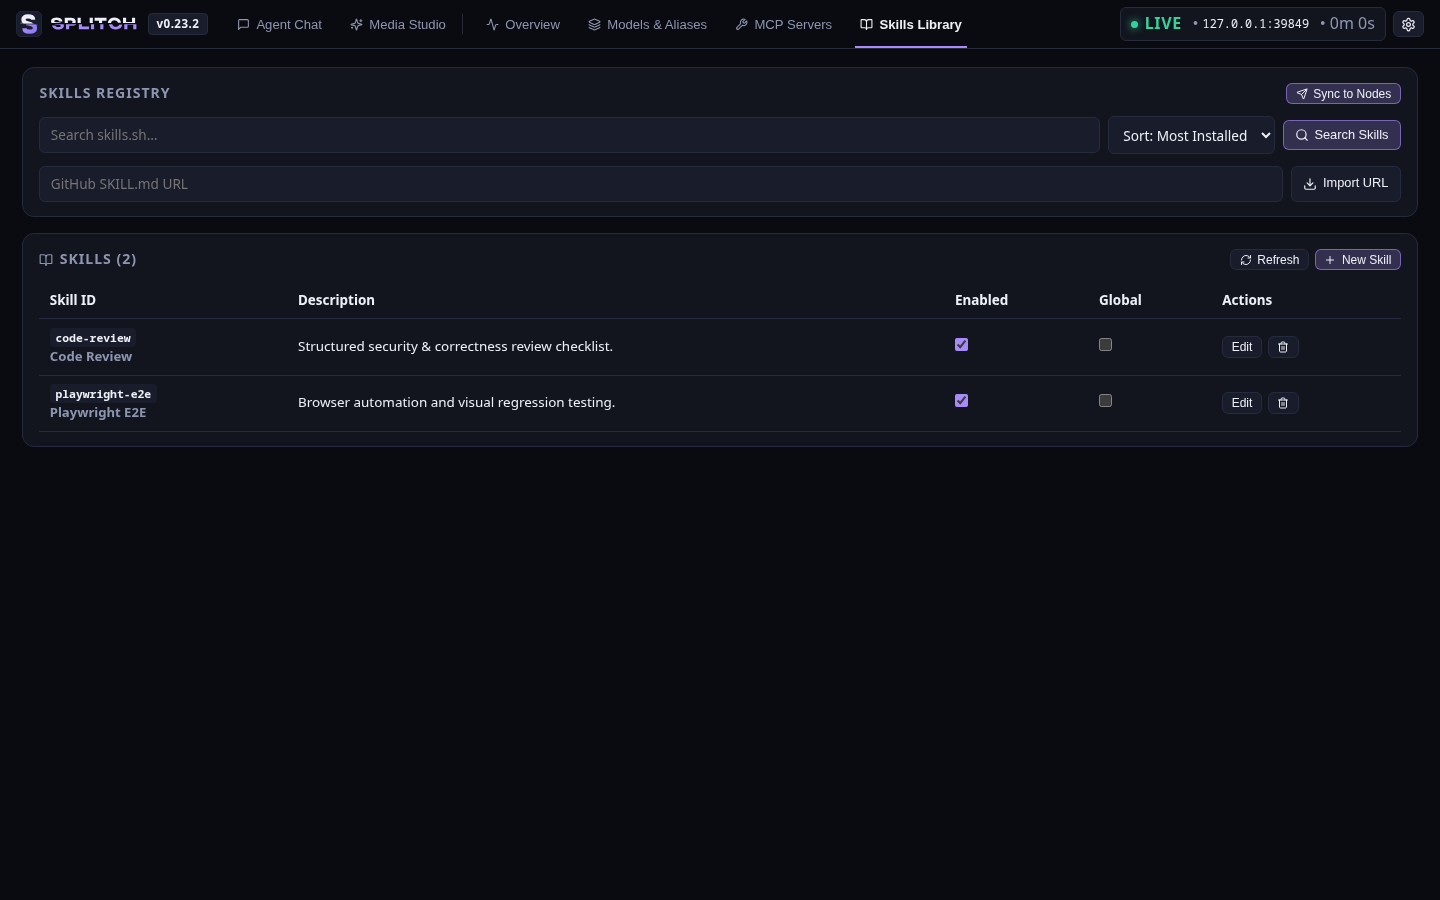 S SPLITCH v0.23.2 Agent Chat Media Studio Overview Models & Aliases MCP Servers Skills Library LIVE • 127.0.0.1:39849 • 0m 0s
SKILLS REGISTRY Sync to Nodes
Search skills.sh... Sort: Most Installed Search Skills
GitHub SKILL.md URL Import URL
SKILLS (2) Refresh New Skill
Skill ID Description Enabled Global Actions
code-review
Code Review Structured security & correctness review checklist. Edit
playwright-e2e
Playwright E2E Browser automation and visual regression testing. Edit